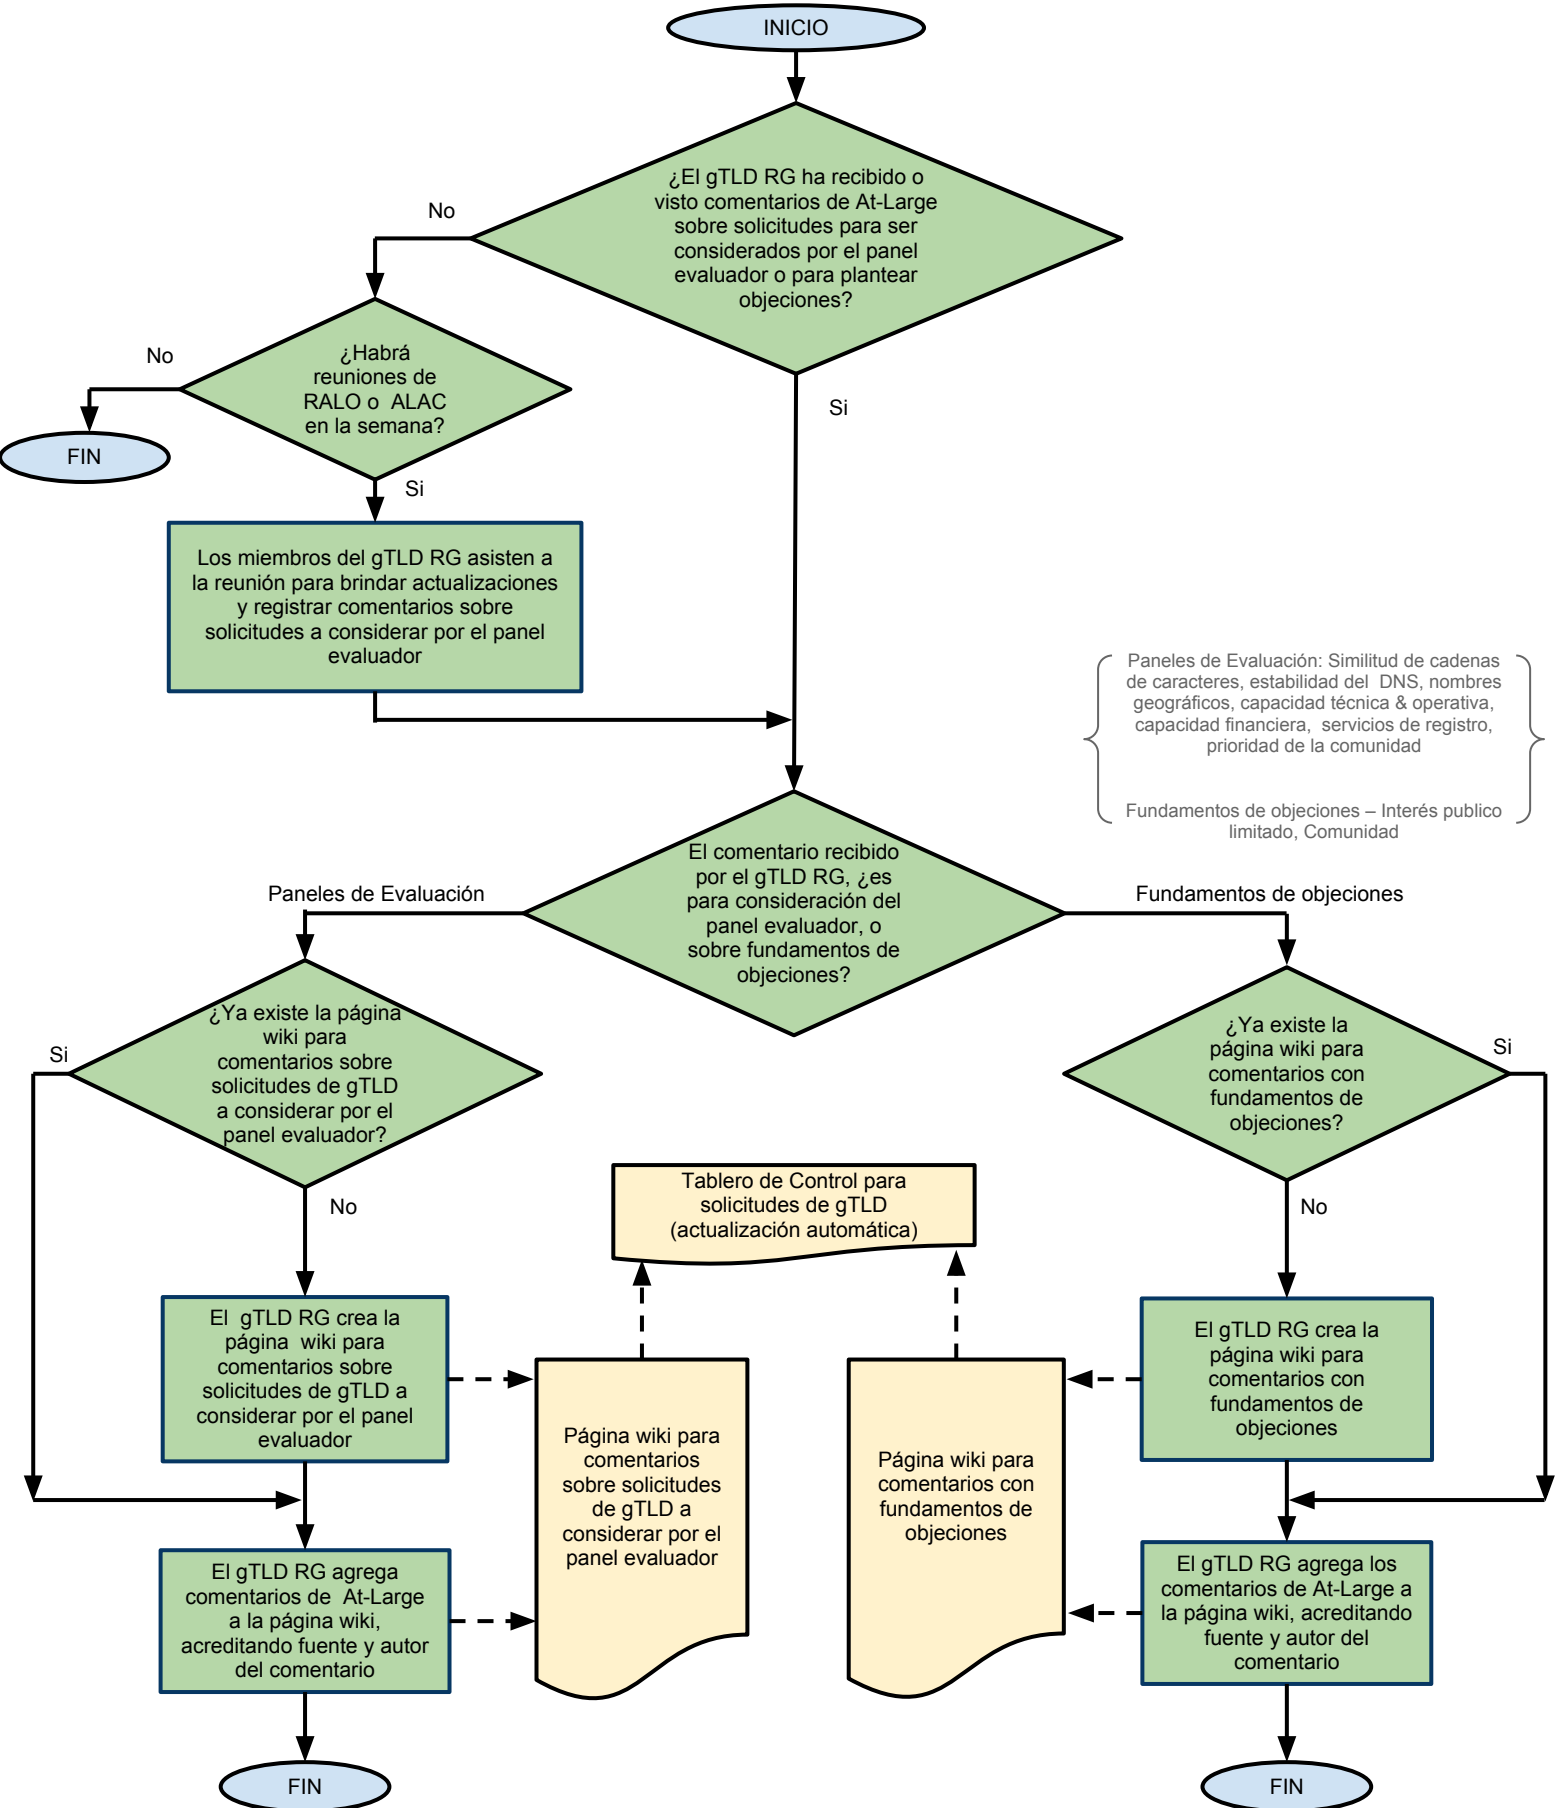 INICIO
¿El gTLD RG ha recibido o
visto comentarios de At-Large
sobre solicitudes para ser
considerados por el panel
evaluador o para plantear
objeciones?
No
Si
¿Habrá
reuniones de
RALO o ALAC
en la semana?
No
FIN
Si
Los miembros del gTLD RG asisten a
la reunión para brindar actualizaciones
y registrar comentarios sobre
solicitudes a considerar por el panel
evaluador
Paneles de Evaluación: Similitud de cadenas
de caracteres, estabilidad del DNS, nombres
geográficos, capacidad técnica & operativa,
capacidad financiera, servicios de registro,
prioridad de la comunidad
Fundamentos de objeciones – Interés publico
limitado, Comunidad
El comentario recibido
por el gTLD RG, ¿es
para consideración del
panel evaluador, o
sobre fundamentos de
objeciones?
Paneles de Evaluación
Fundamentos de objeciones
¿Ya existe la página
wiki para
comentarios sobre
solicitudes de gTLD
a considerar por el
panel evaluador?
Si
No
¿Ya existe la
página wiki para
comentarios con
fundamentos de
objeciones?
Si
No
Tablero de Control para
solicitudes de gTLD
(actualización automática)
El gTLD RG crea la
página wiki para
comentarios sobre
solicitudes de gTLD a
considerar por el panel
evaluador
Página wiki para
comentarios
sobre solicitudes
de gTLD a
considerar por el
panel evaluador
Página wiki para
comentarios con
fundamentos de
objeciones
El gTLD RG crea la
página wiki para
comentarios con
fundamentos de
objeciones
El gTLD RG agrega
comentarios de At-Large
a la página wiki,
acreditando fuente y autor
del comentario
El gTLD RG agrega los
comentarios de At-Large a
la página wiki, acreditando
fuente y autor del
comentario
FIN
FIN